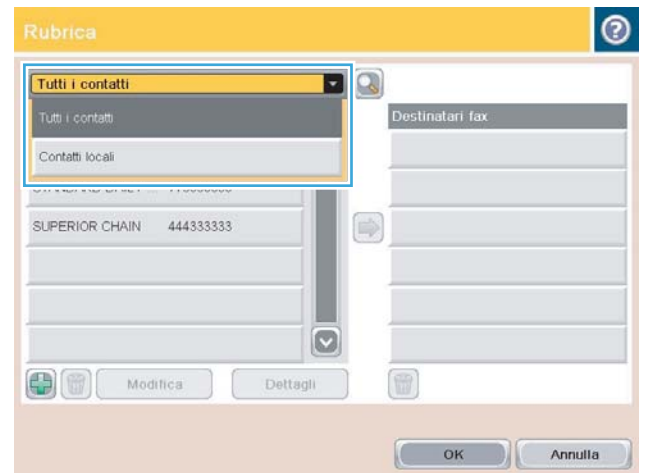 Rubrica
Tutti i contatti
Tutti i contatti
Contatti locali
Destinatari fax
SUPERIOR CHAIN 444333333
Modifica Dettagli
OK Annulla